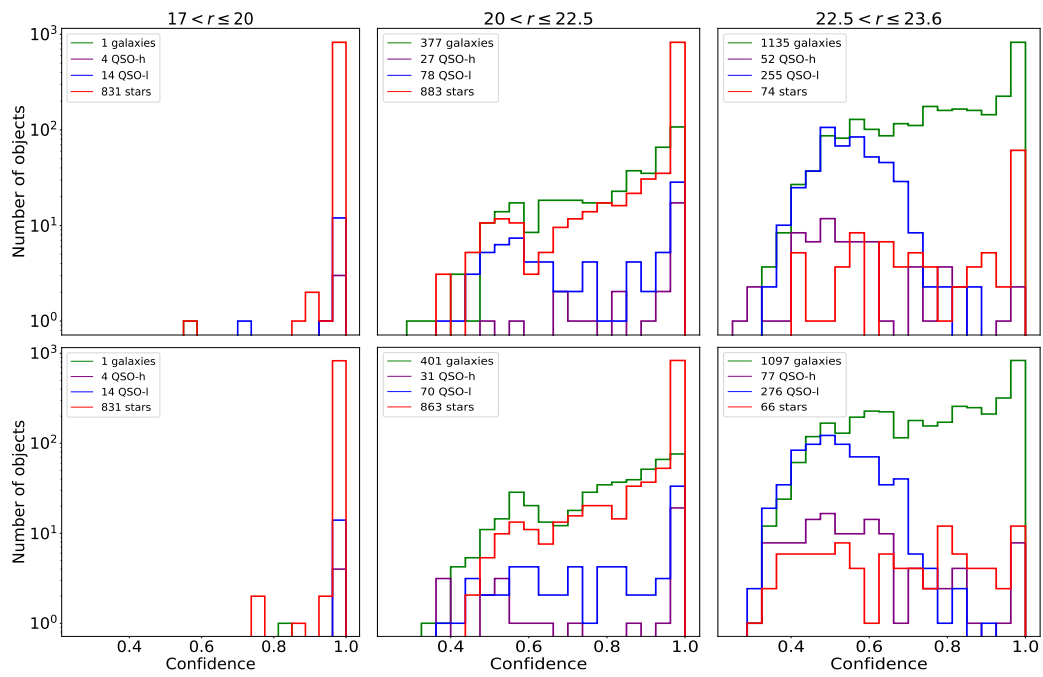 17 < r ≤ 20
20 < r ≤ 22.5
22.5 < r ≤ 23.6
Number of objects
10³
10²
10¹
10⁰
1 galaxies
4 QSO-h
14 QSO-l
831 stars
377 galaxies
27 QSO-h
78 QSO-l
883 stars
1135 galaxies
52 QSO-h
255 QSO-l
74 stars
Number of objects
10³
10²
10¹
10⁰
1 galaxies
4 QSO-h
14 QSO-l
831 stars
401 galaxies
31 QSO-h
70 QSO-l
863 stars
1097 galaxies
77 QSO-h
276 QSO-l
66 stars
0.4 0.6 0.8 1.0
0.4 0.6 0.8 1.0
0.4 0.6 0.8 1.0
Confidence
Confidence
Confidence